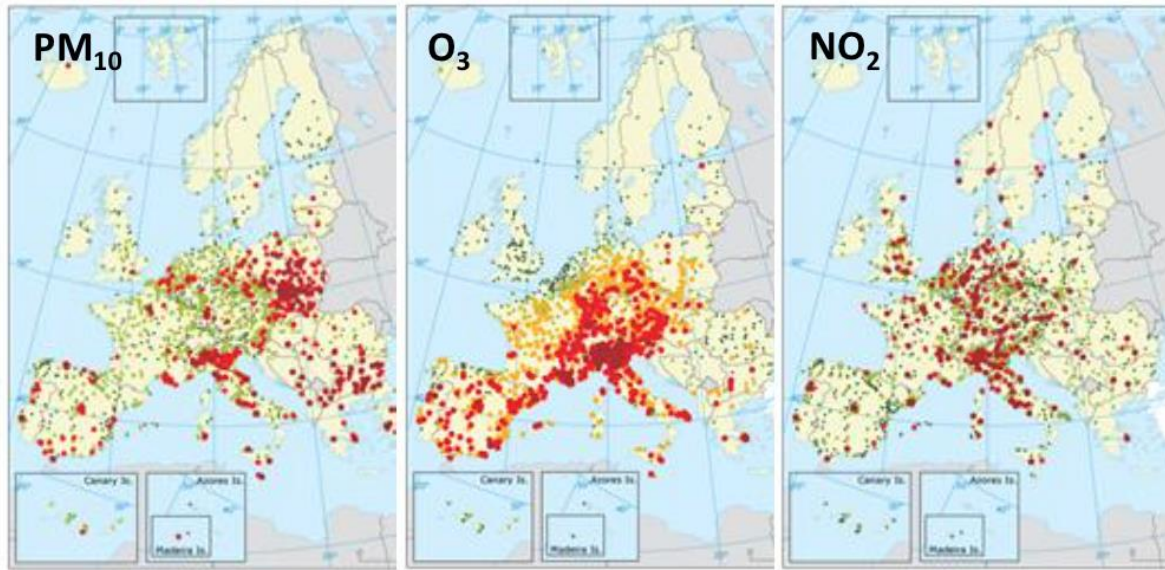 PM₁₀
O₃
NO₂
Canary Is.
Azores Is.
Madeira Is.
Canary Is.
Azores Is.
Madeira Is.
Canary Is.
Azores Is.
Madeira Is.